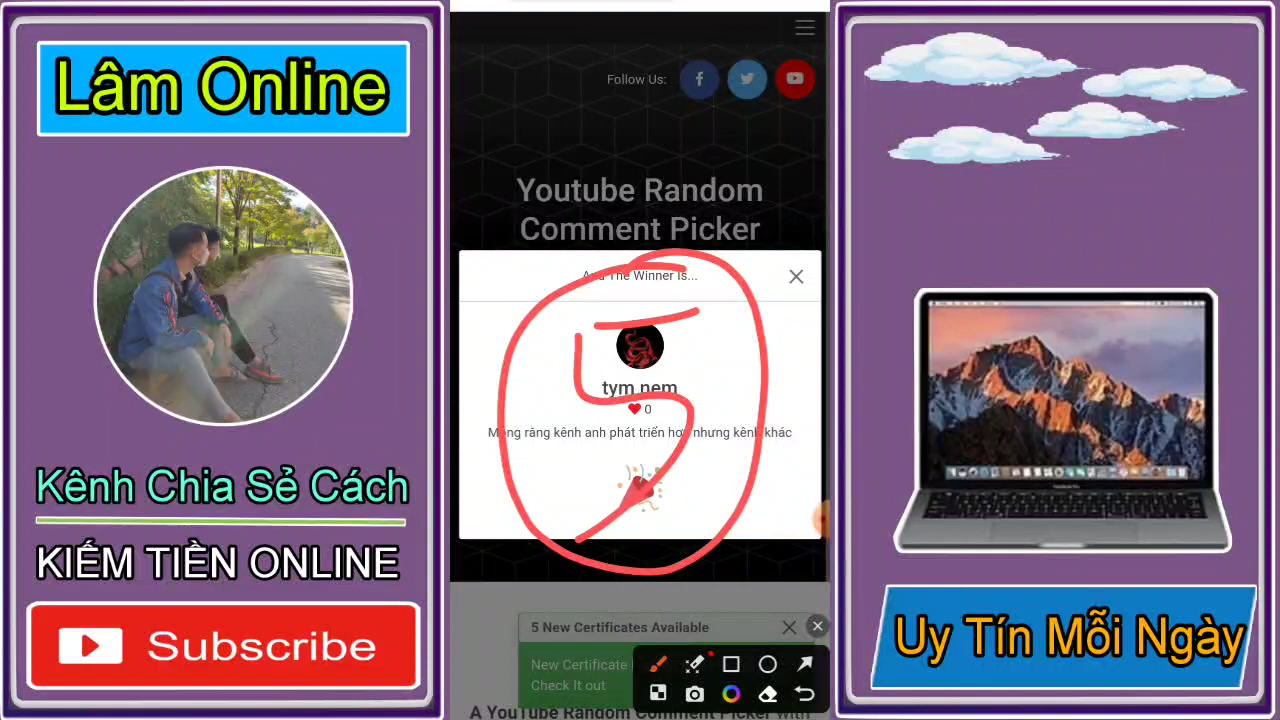 Lâm Online
Kênh Chia Sẻ Cách
KIẾM TIỀN ONLINE
Subscribe
Follow Us:
Youtube Random
Comment Picker
And The Winner Is...
tym nem
0
Mong rằng kênh anh phát triển hơn nhưng kênh khác
5
5 New Certificates Available
New Certificate
Check It out
A YouTube Random Comment Picker with
Uy Tín Mỗi Ngày